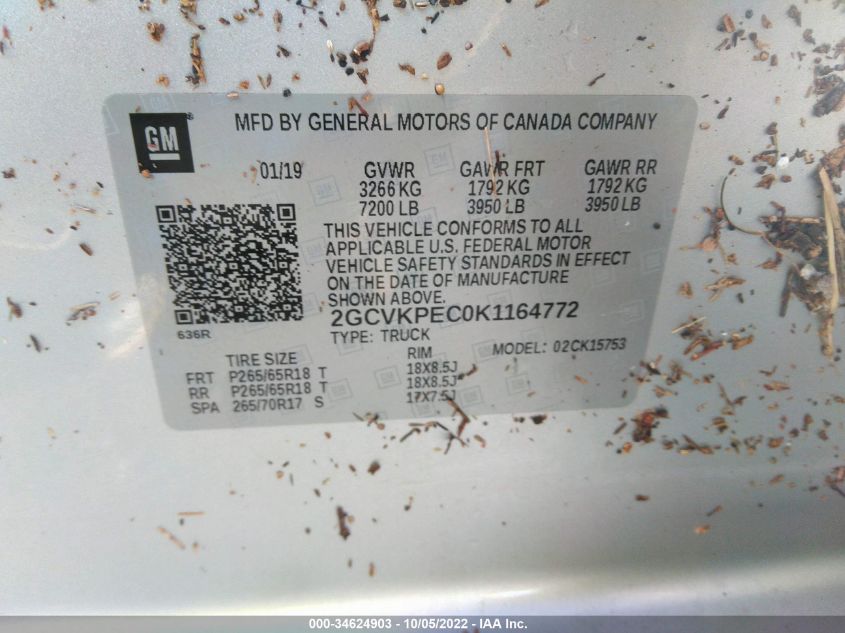 GM
MFD BY GENERAL MOTORS OF CANADA COMPANY
01/19 GVWR GAWR FRT GAWR RR
3266 KG 1792 KG 1792 KG
7200 LB 3950 LB 3950 LB
THIS VEHICLE CONFORMS TO ALL
APPLICABLE U.S. FEDERAL MOTOR
VEHICLE SAFETY STANDARDS IN EFFECT
ON THE DATE OF MANUFACTURE
SHOWN ABOVE.
636R
2GCVKPEC0K1164772
TYPE: TRUCK
MODEL: 02CK15753
TIRE SIZE RIM
FRT P265/65R18 T 18X8.5J
RR P265/65R18 T 18X8.5J
SPA 265/70R17 S 17X7.5J
000-34624903 - 10/05/2022 - IAA Inc.